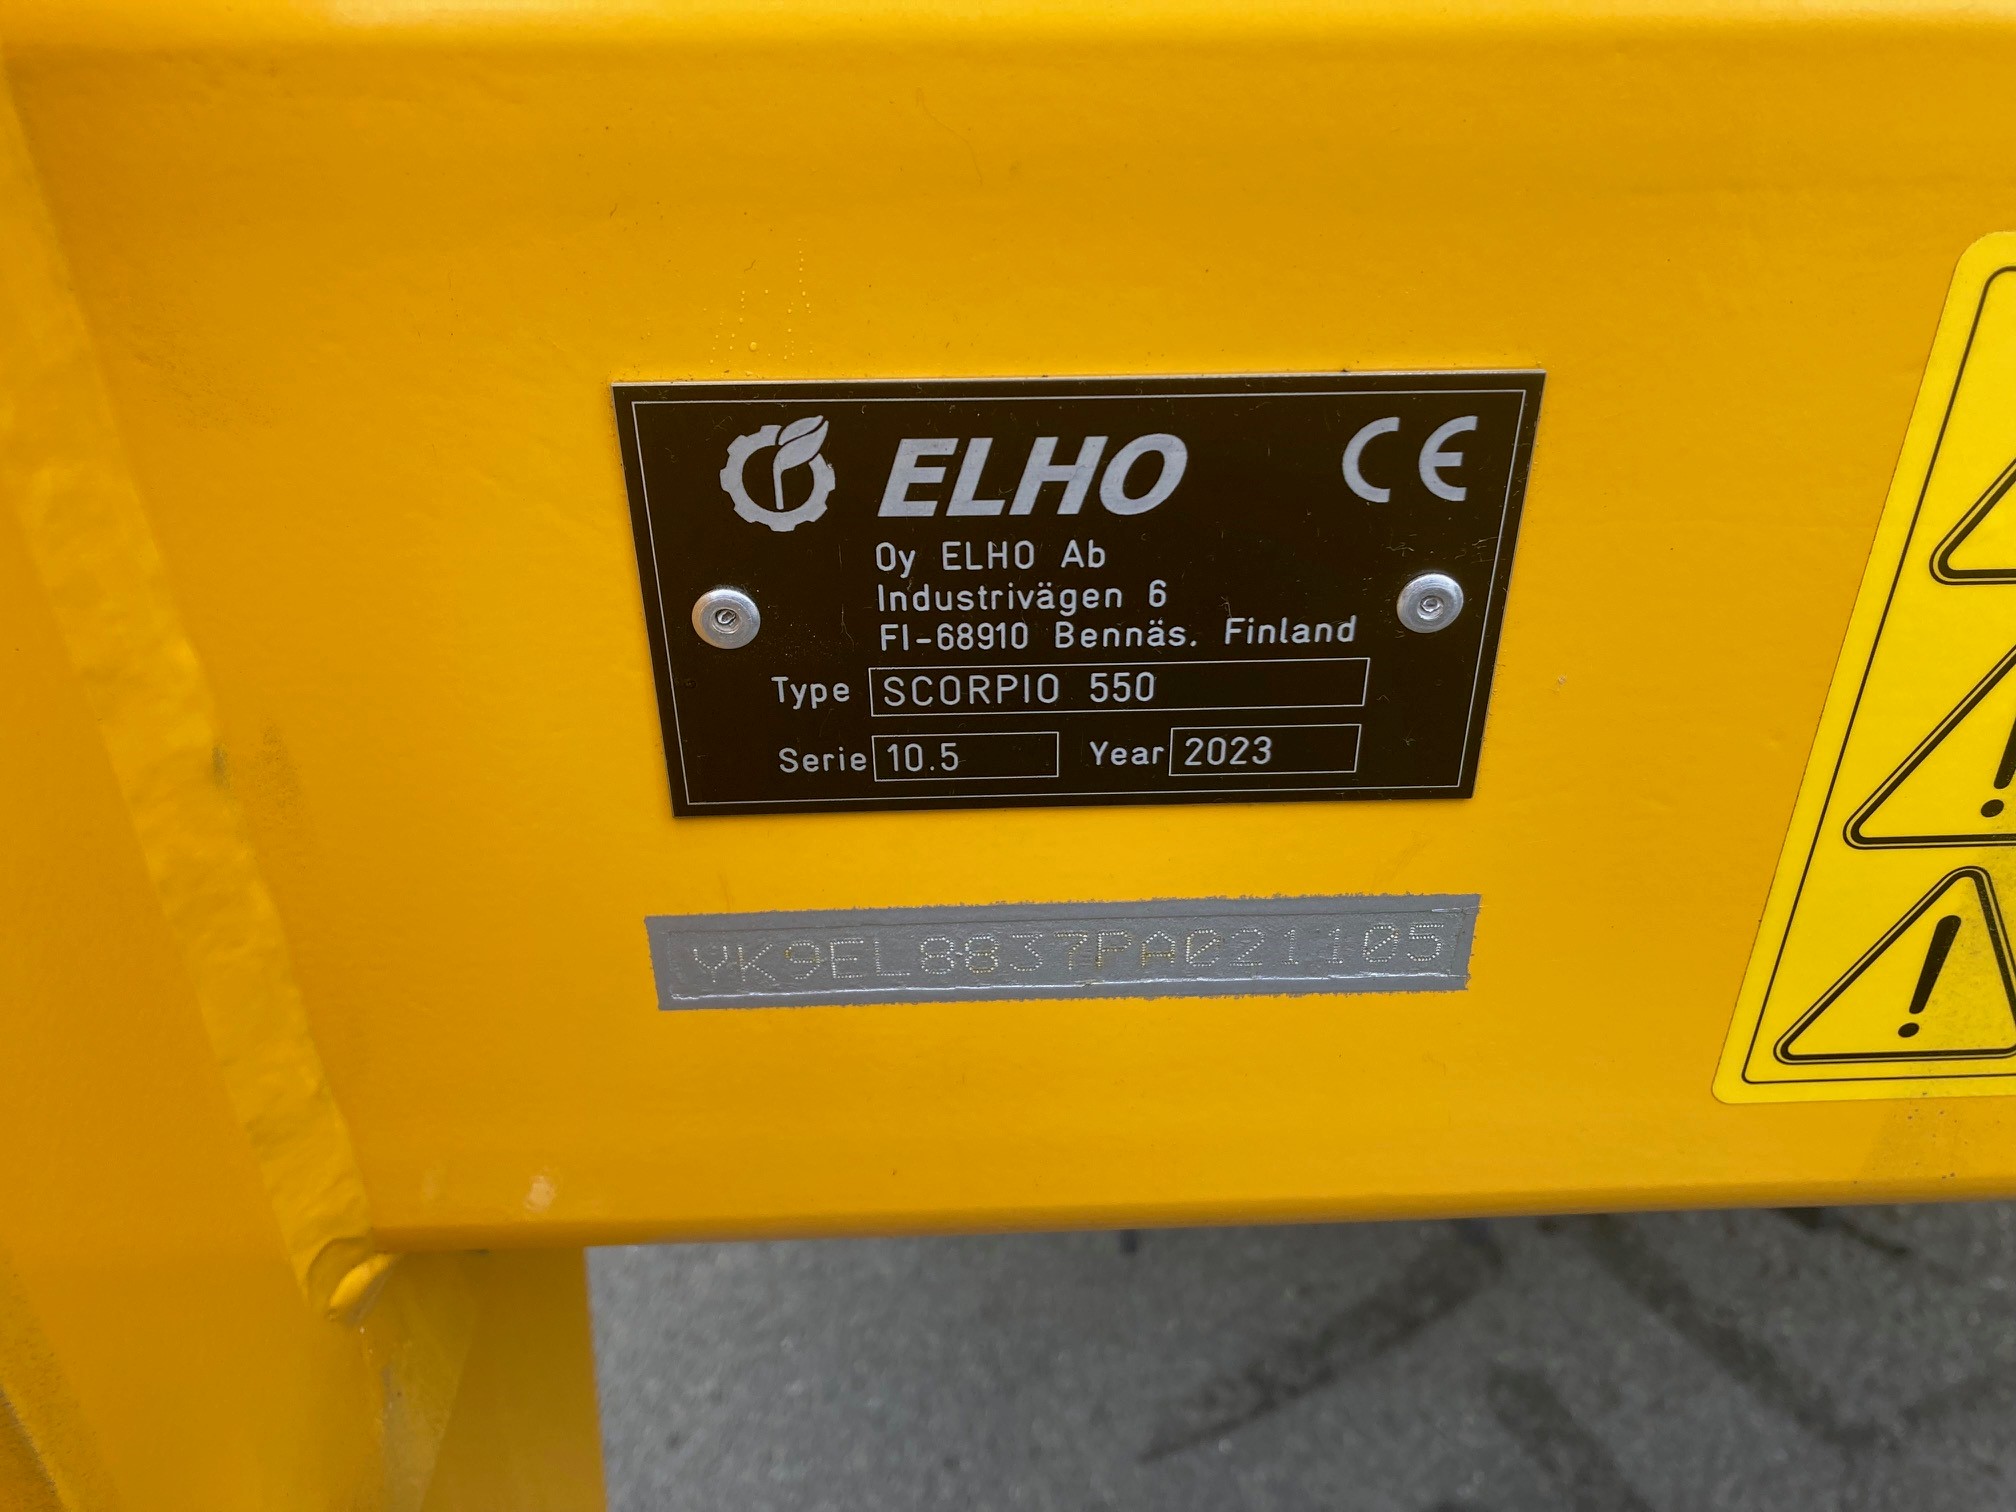 ELHO CE
Oy ELHO Ab
Industrivägen 6
FI-68910 Bennäs. Finland
Type SCORPIO 550
Serie 10.5 Year 2023
YK9EL8837PA021105